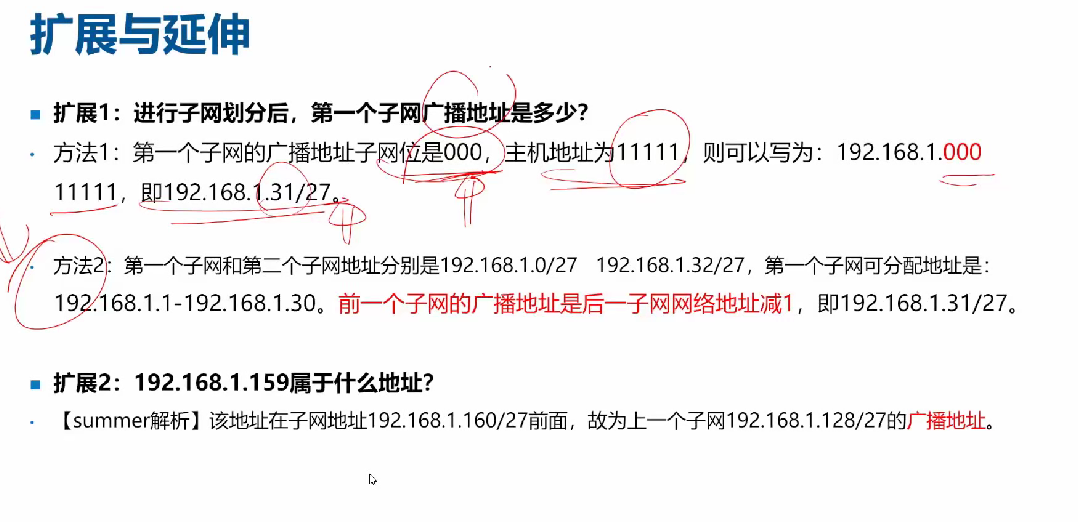 扩展与延伸
扩展1：进行子网划分后，第一个子网广播地址是多少？
方法1：第一个子网的广播地址子网位是000，主机地址为11111，则可以写为：192.168.1.000
11111，即192.168.1.31/27。
方法2：第一个子网和第二个子网地址分别是192.168.1.0/27 192.168.1.32/27，第一个子网可分配地址是：
192.168.1.1-192.168.1.30。前一个子网的广播地址是后一子网网络地址减1，即192.168.1.31/27。
扩展2：192.168.1.159属于什么地址？
【summer解析】该地址在子网地址192.168.1.160/27前面，故为上一个子网192.168.1.128/27的广播地址。